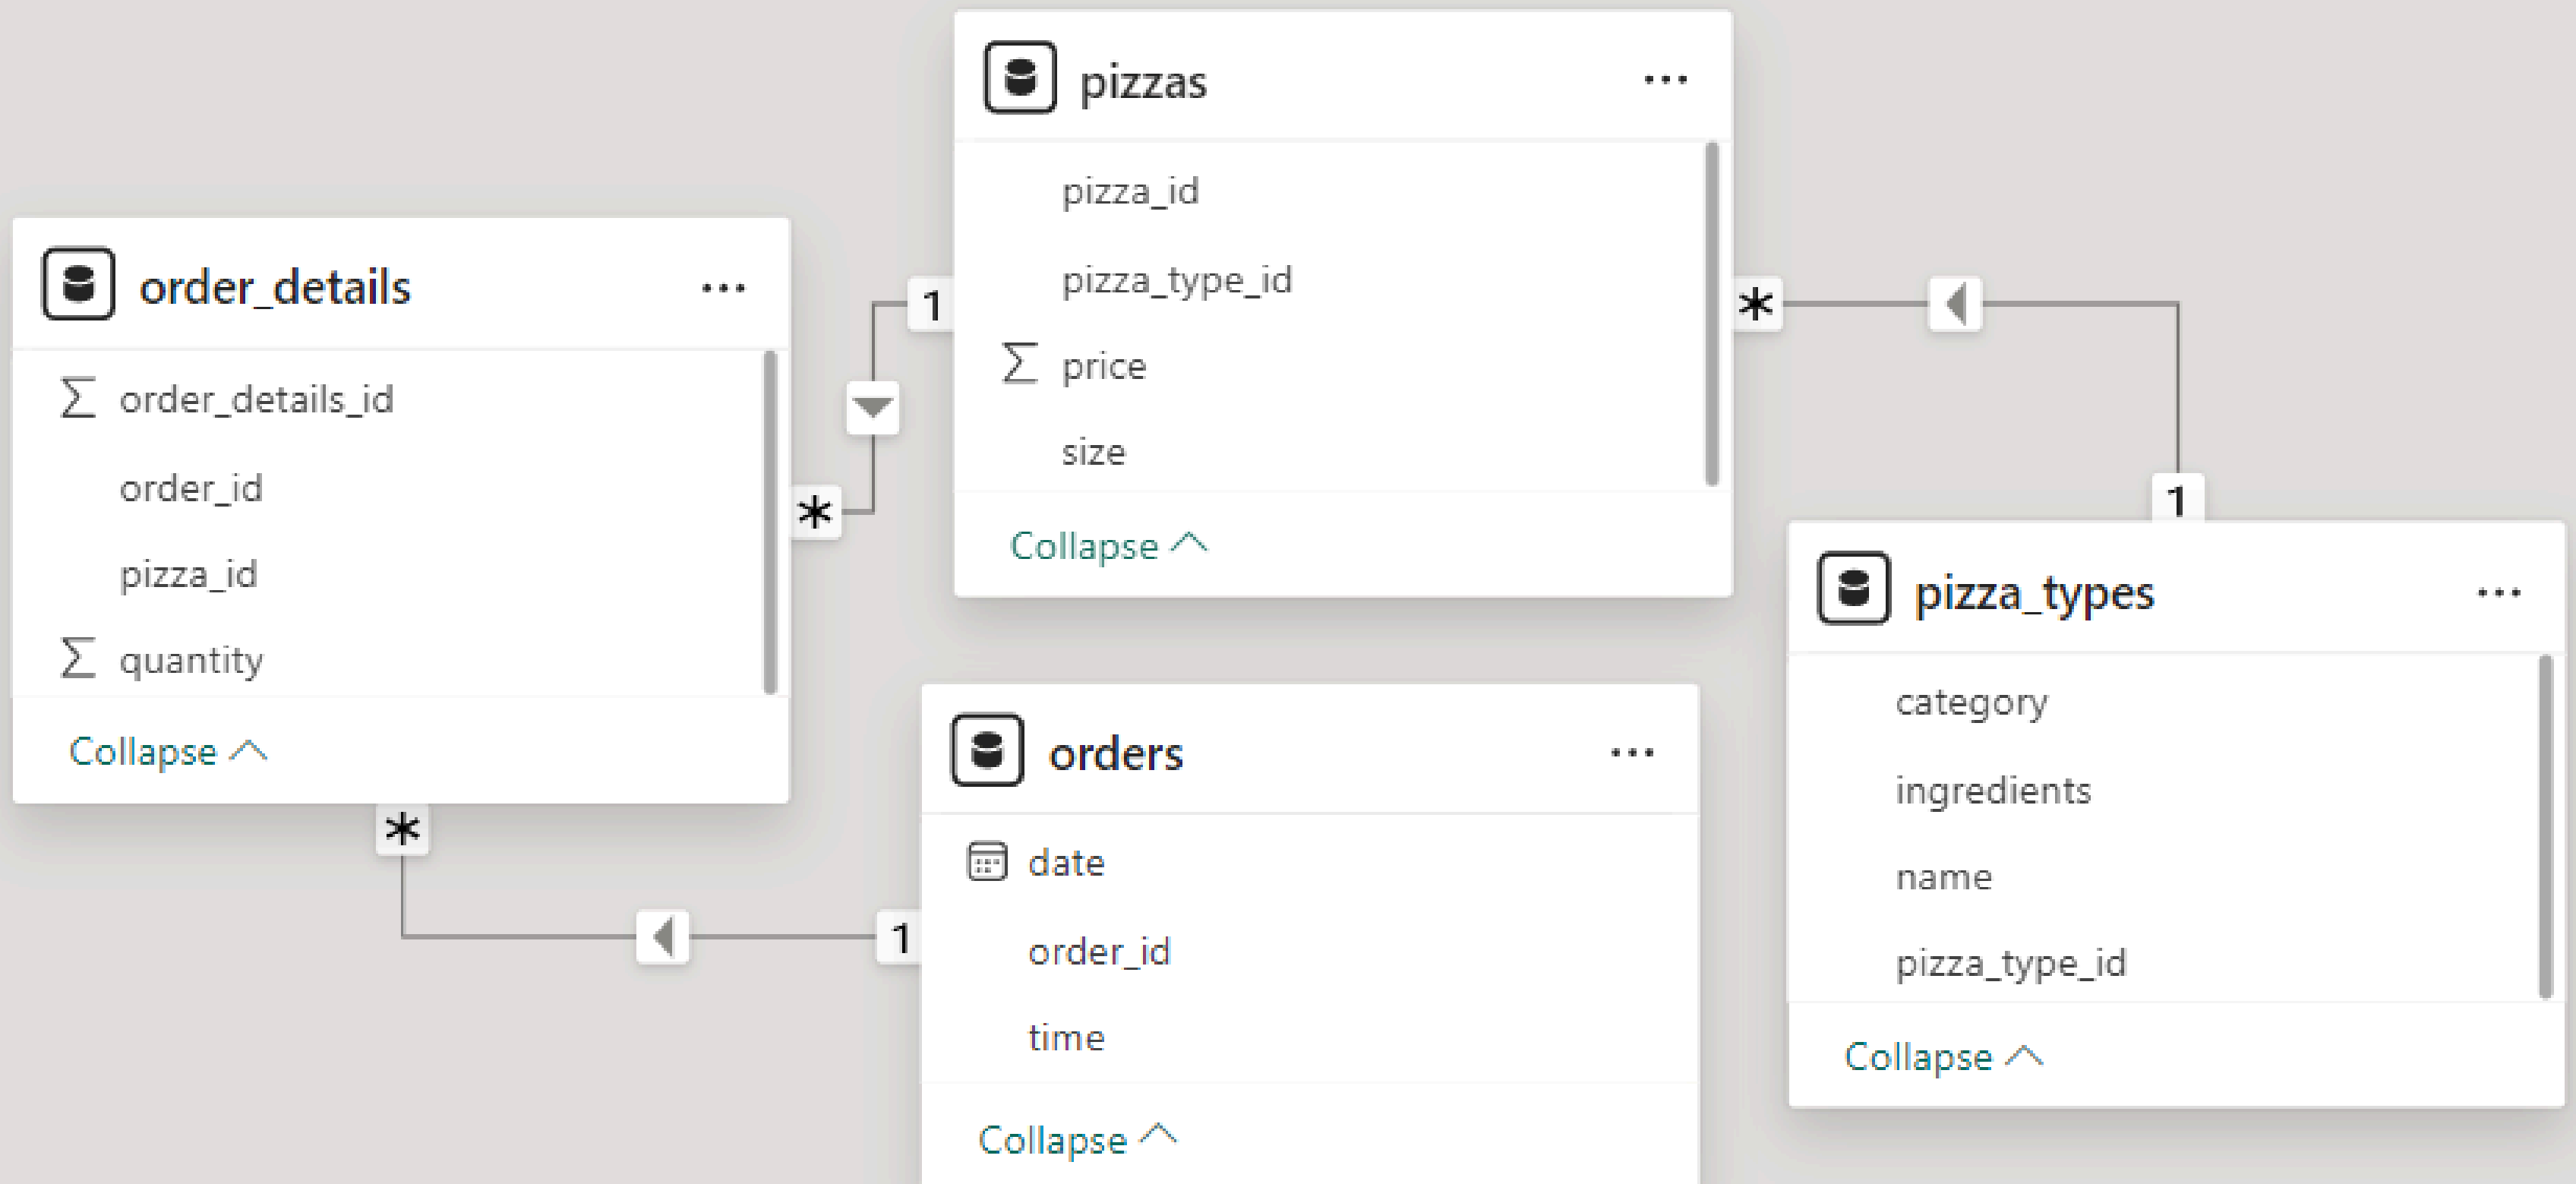 pizzas
...
pizza_id
pizza_type_id
Σ price
size
Collapse
order_details
...
Σ order_details_id
order_id
pizza_id
Σ quantity
Collapse
1
*
*
1
pizza_types
...
category
ingredients
name
pizza_type_id
Collapse
orders
...
date
order_id
time
Collapse
*
1